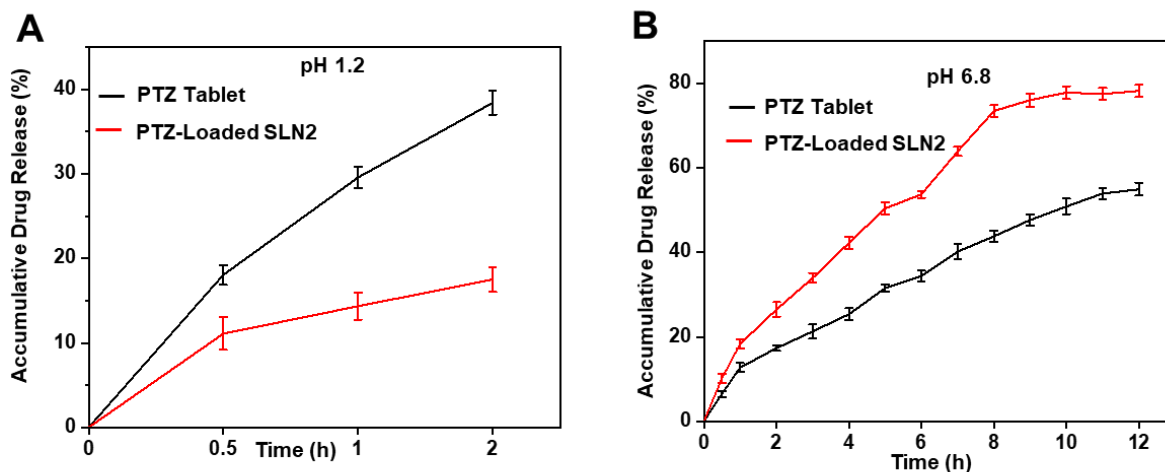 A
pH 1.2
PTZ Tablet
PTZ-Loaded SLN2
Accumulative Drug Release (%)
40
30
20
10
0
0
0.5
1
2
Time (h)
B
pH 6.8
PTZ Tablet
PTZ-Loaded SLN2
Accumulative Drug Release (%)
80
60
40
20
0
0
2
4
6
8
10
12
Time (h)